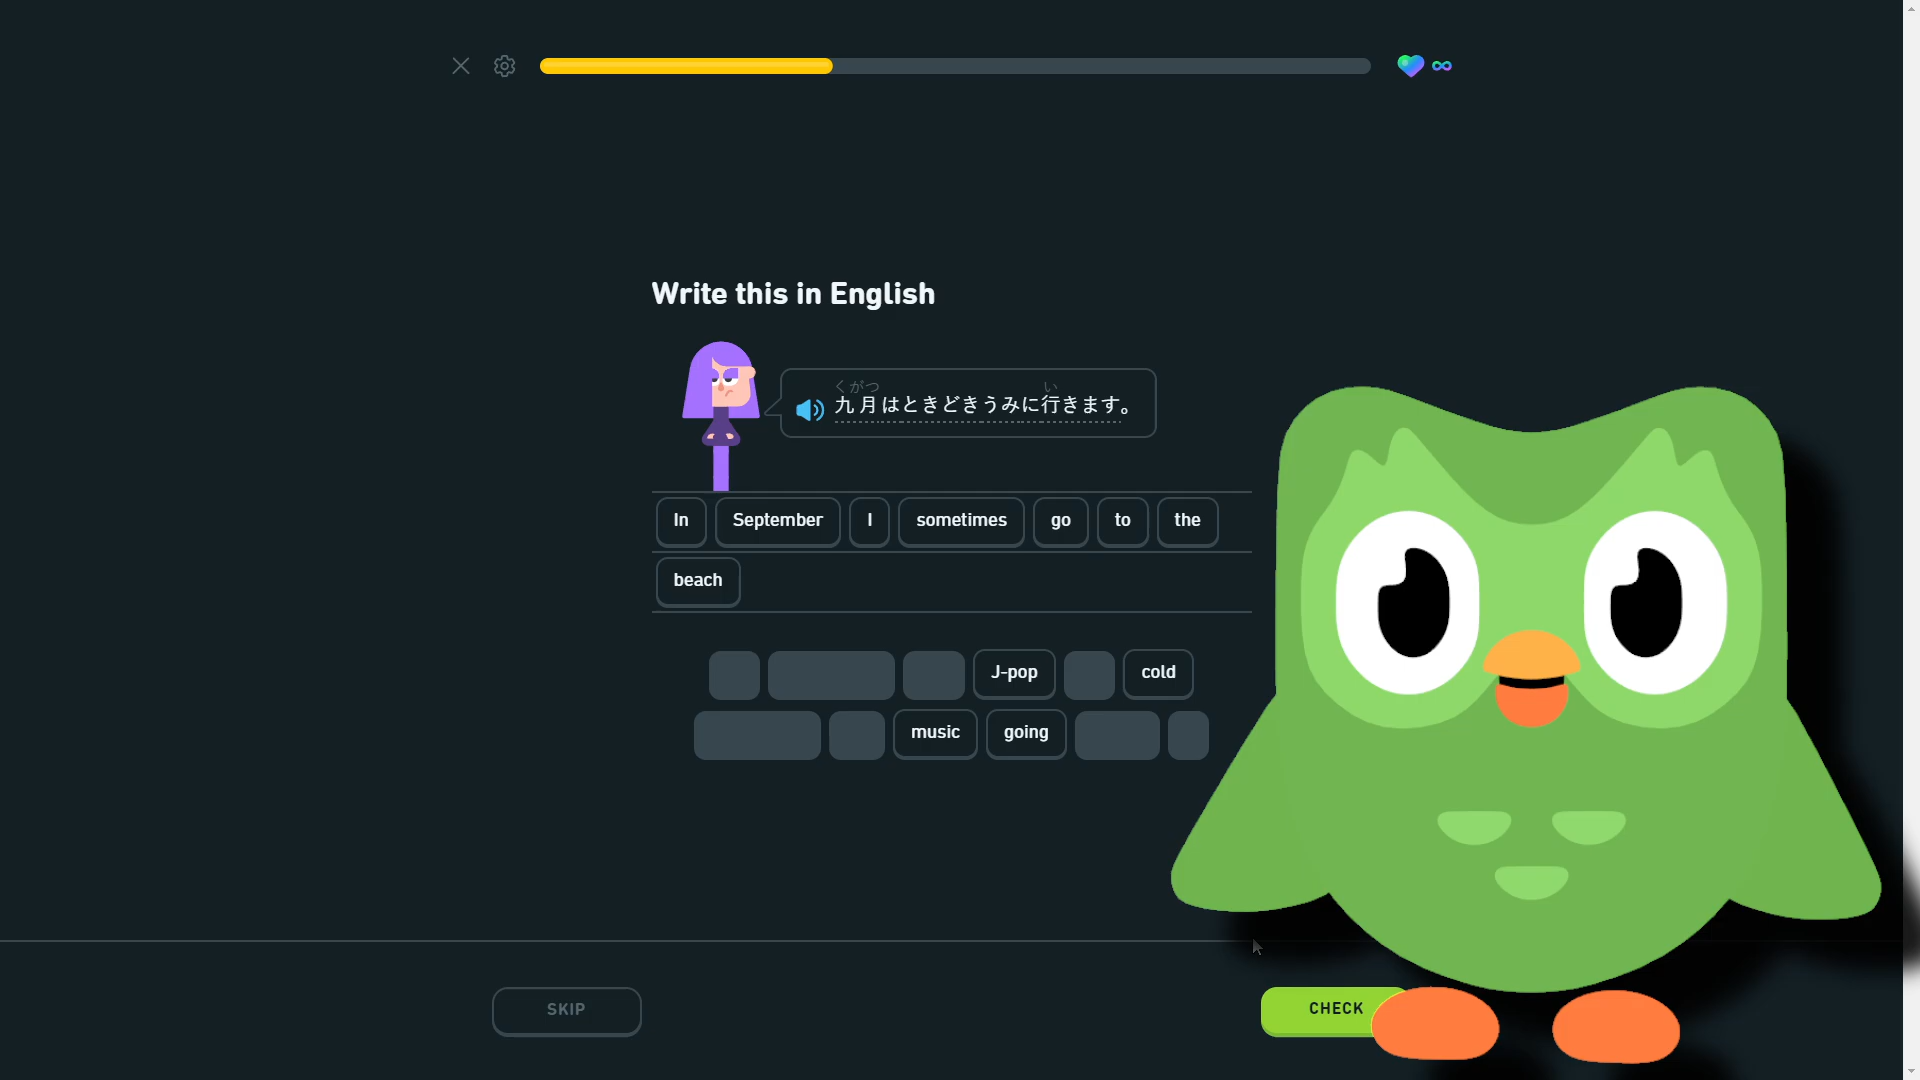 Write this in English
くがつ い
九月はときどきうみに行きます。
In September I sometimes go to the
beach
J-pop cold
music going
SKIP CHECK